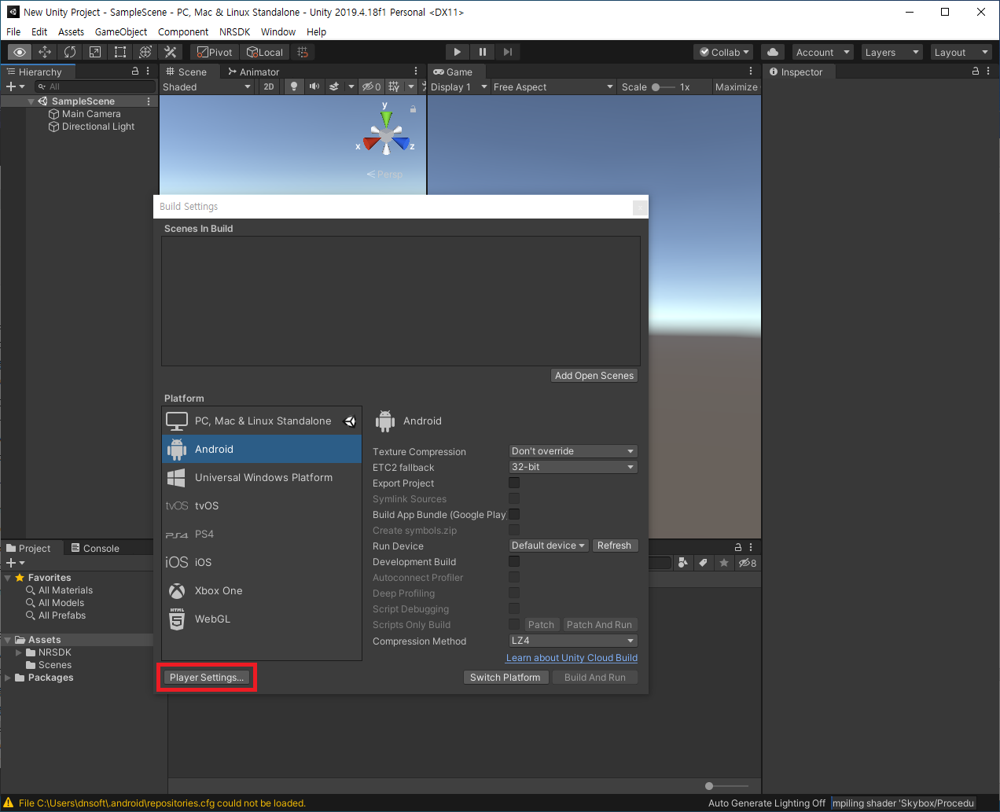 New Unity Project - SampleScene - PC, Mac & Linux Standalone - Unity 2019.4.18f1 Personal <DX11>
File Edit Assets GameObject Component NRSDK Window Help
Pivot Local Collab Account Layers Layout
Hierarchy
All
SampleScene
Main Camera
Directional Light
Scene Animator
Shaded 2D 0
y
x
z
Persp
Game
Display 1 Free Aspect Scale 1x Maximize
Inspector
Build Settings
Scenes In Build
Add Open Scenes
Platform
PC, Mac & Linux Standalone
Android
Universal Windows Platform
tvOS tvOS
PS4
iOS iOS
Xbox One
HTML
5
WebGL
Android
Texture Compression Don't override
ETC2 fallback 32-bit
Export Project
Symlink Sources
Build App Bundle (Google Play
Create symbols.zip
Run Device Default device Refresh
Development Build
Autoconnect Profiler
Deep Profiling
Script Debugging
Scripts Only Build Patch Patch And Run
Compression Method LZ4
Learn about Unity Cloud Build
Player Settings... Switch Platform Build And Run
Project Console
8
Favorites
All Materials
All Models
All Prefabs
Assets
NRSDK
Scenes
Packages
File C:\Users\dnsoft\.android\repositories.cfg could not be loaded.
Auto Generate Lighting Off mpiling shader 'Skybox/Procedu